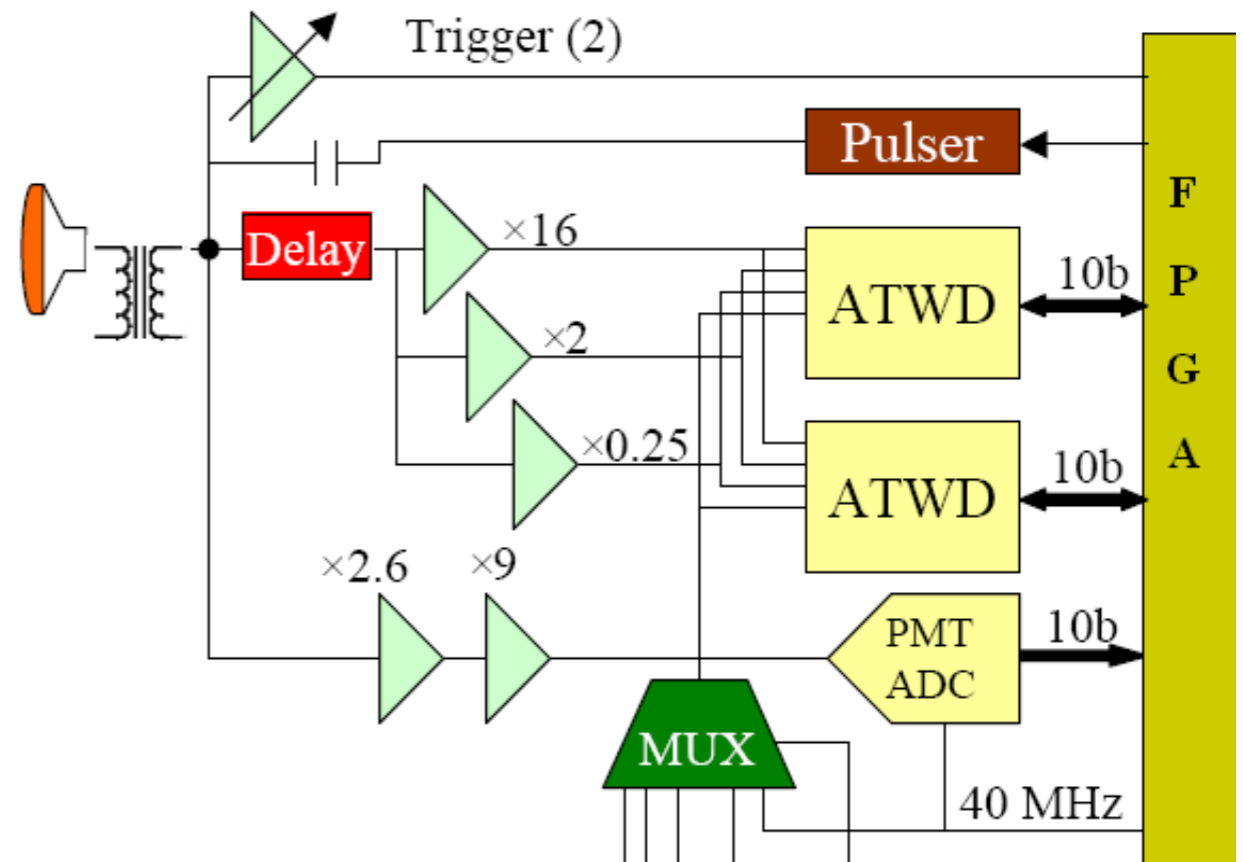 Trigger (2)
Pulser
F
P
G
A
Delay
×16
ATWD
10b
×2
×0.25
ATWD
10b
×2.6
×9
PMT
ADC
10b
MUX
40 MHz